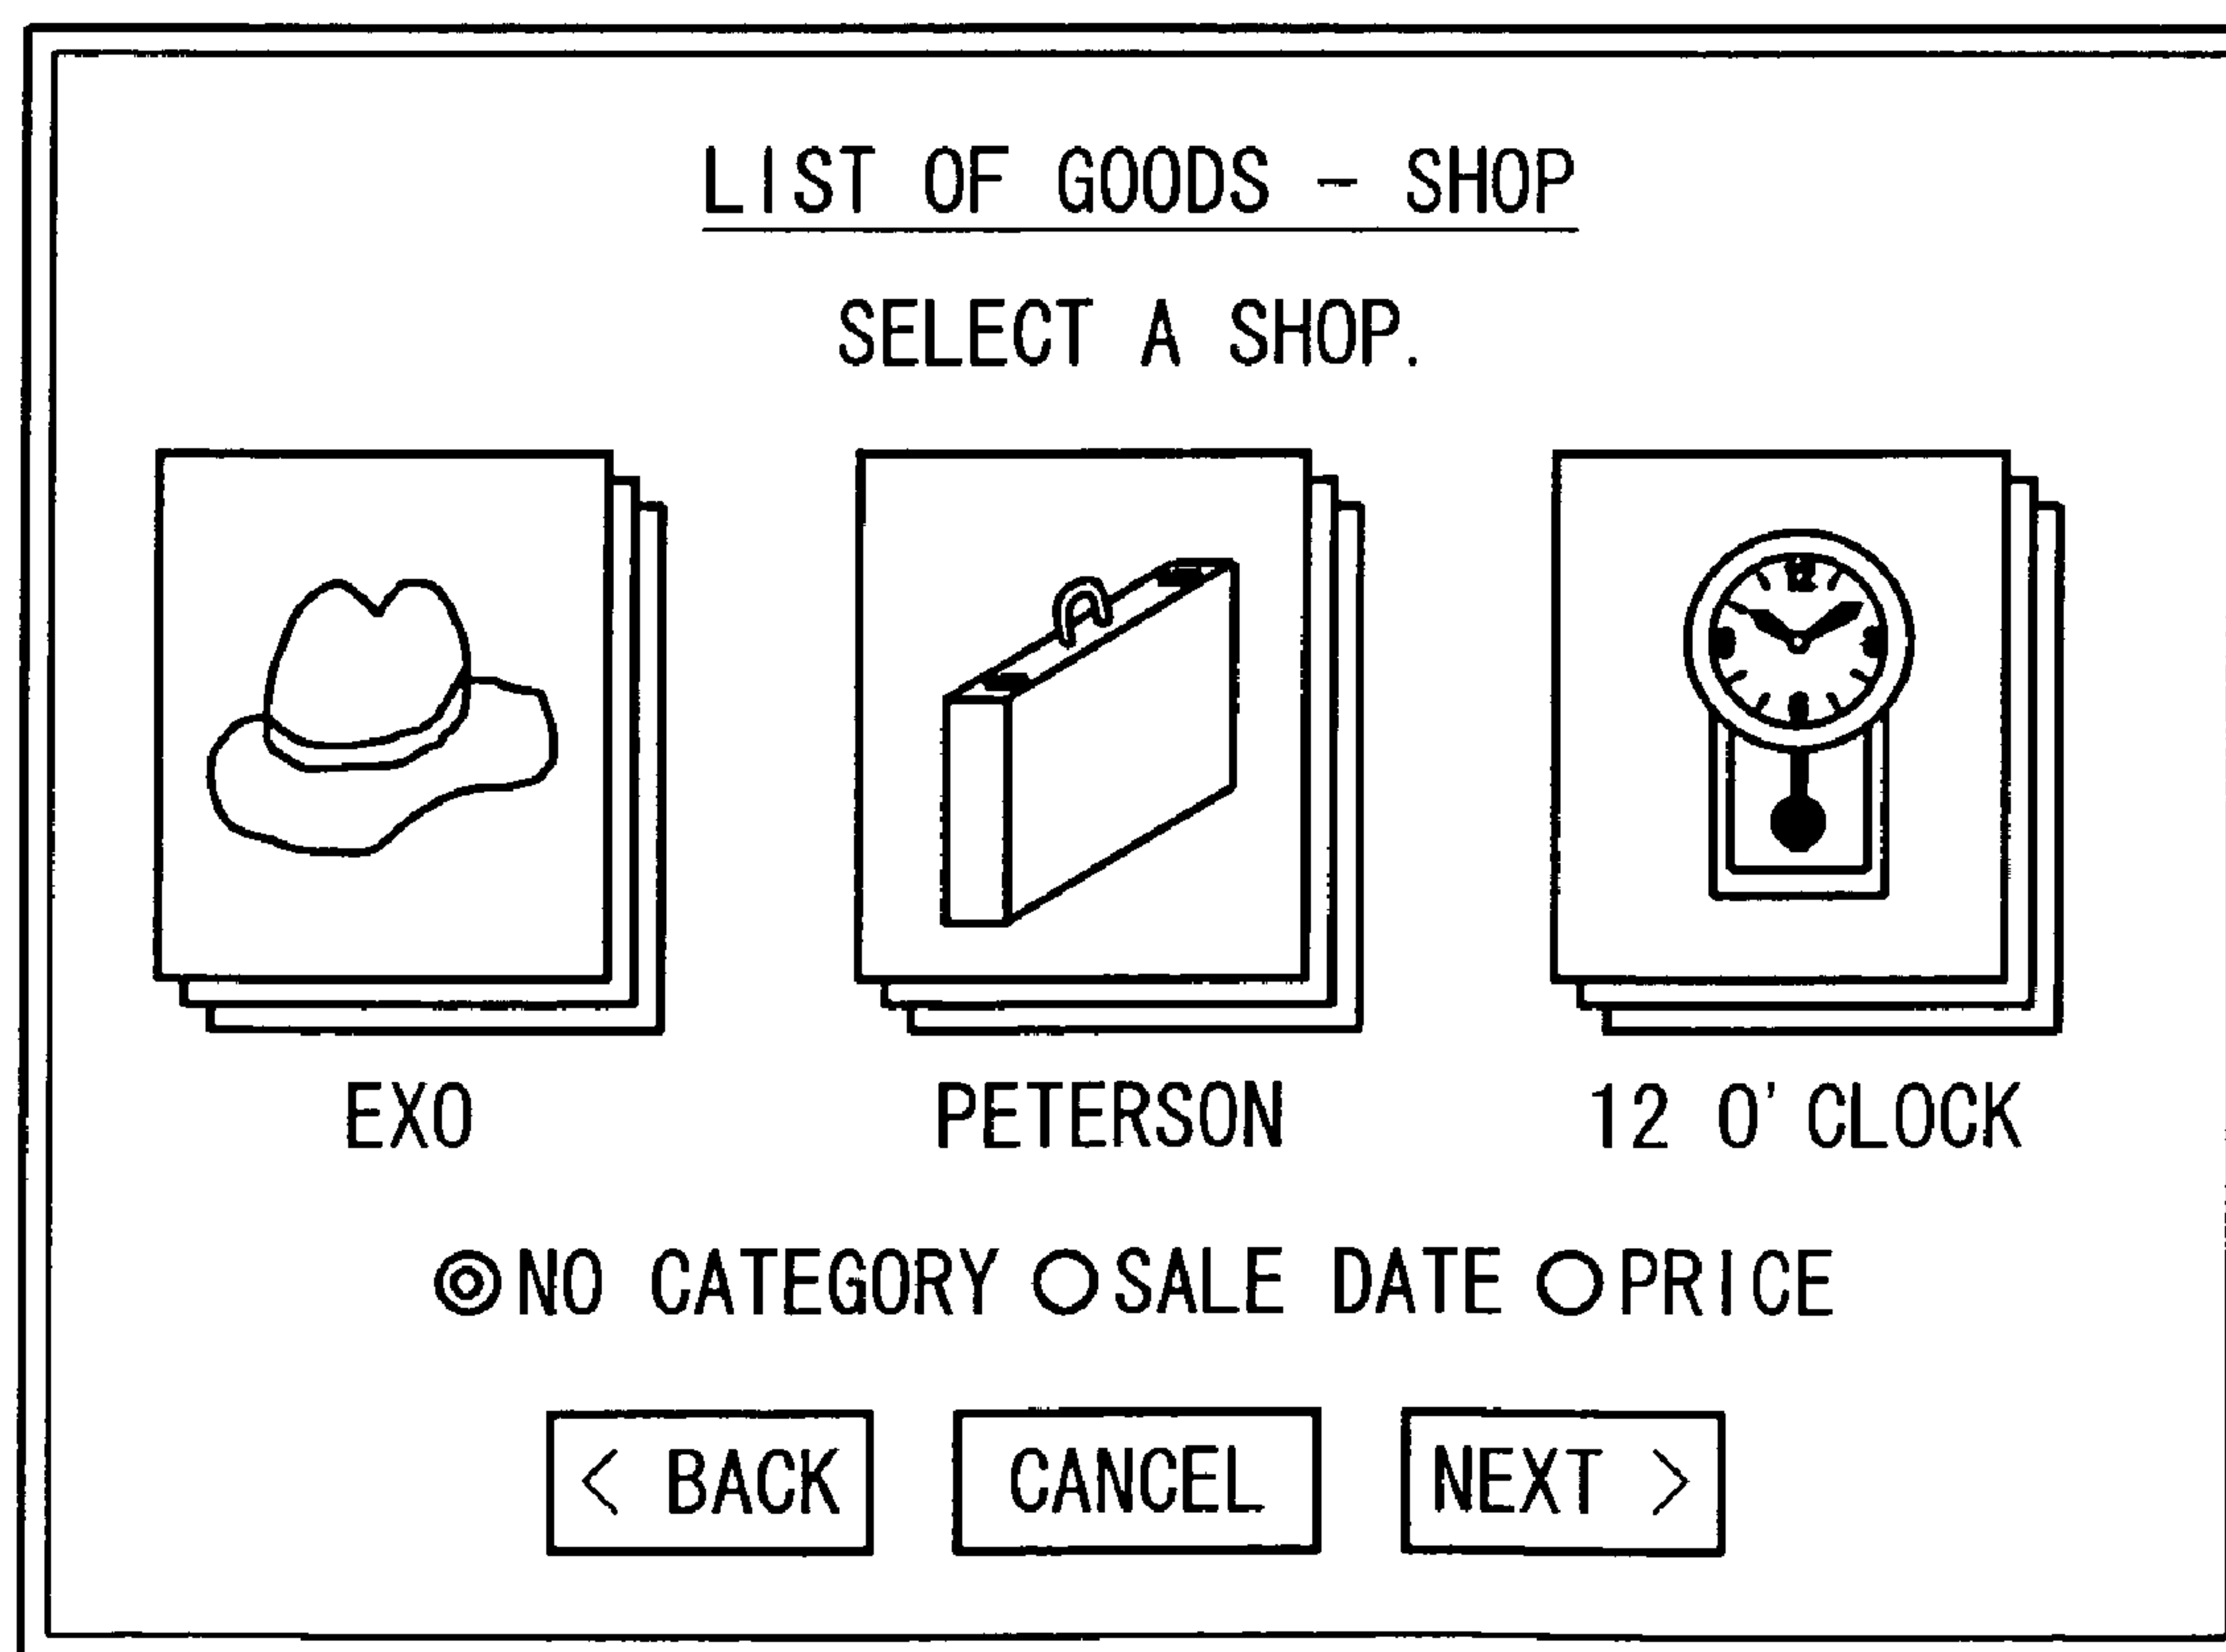 LIST OF GOODS - SHOP
SELECT A SHOP.
EXO PETERSON 12 O'CLOCK
NO CATEGORY SALE DATE PRICE
< BACK CANCEL NEXT >